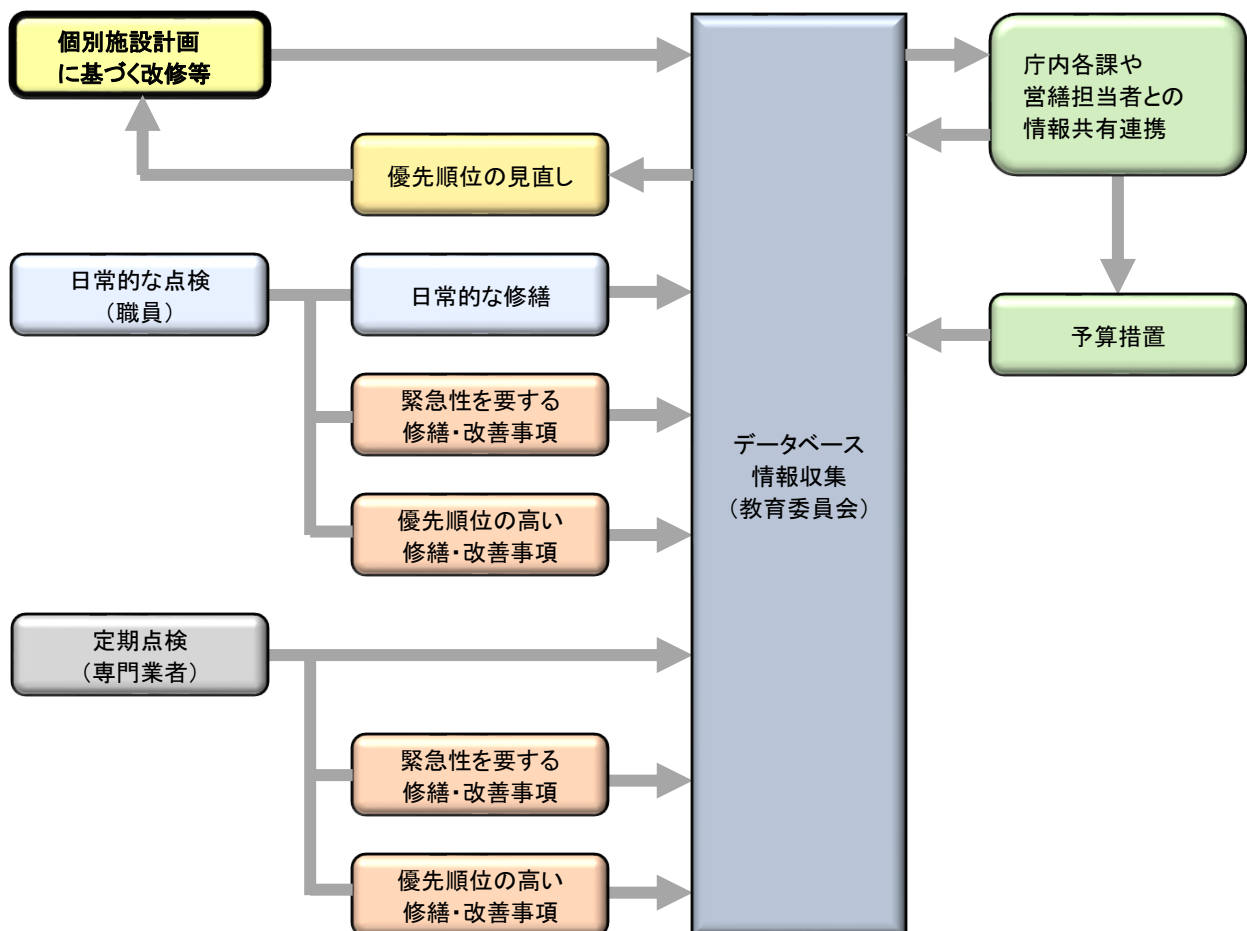 個別施設計画
に基づく改修等
庁内各課や
営繕担当者との
情報共有連携
優先順位の見直し
日常的な点検
（職員）
日常的な修繕
予算措置
緊急性を要する
修繕・改善事項
データベース
情報収集
（教育委員会）
優先順位の高い
修繕・改善事項
定期点検
（専門業者）
緊急性を要する
修繕・改善事項
優先順位の高い
修繕・改善事項